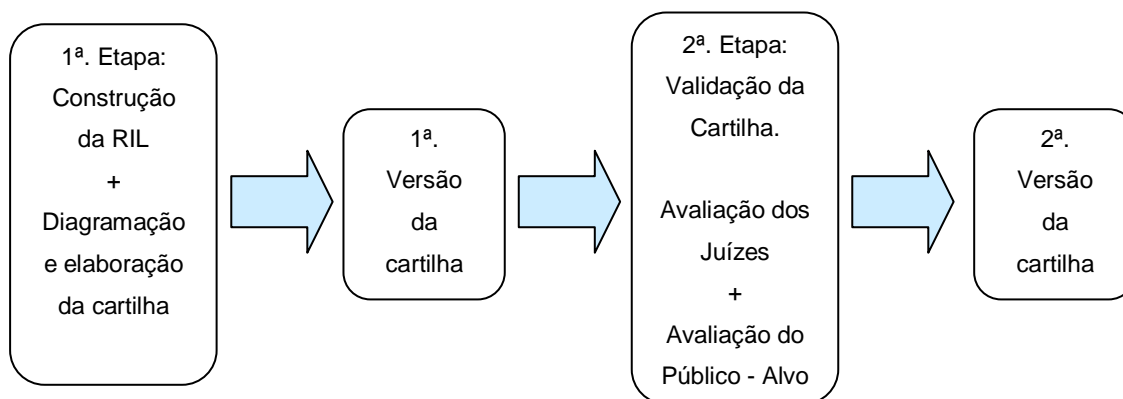 1ª. Etapa:
Construção
da RIL
+
Diagramação
e elaboração
da cartilha
1ª.
Versão
da
cartilha
2ª. Etapa:
Validação da
Cartilha.
Avaliação dos
Juízes
+
Avaliação do
Público - Alvo
2ª.
Versão
da
cartilha